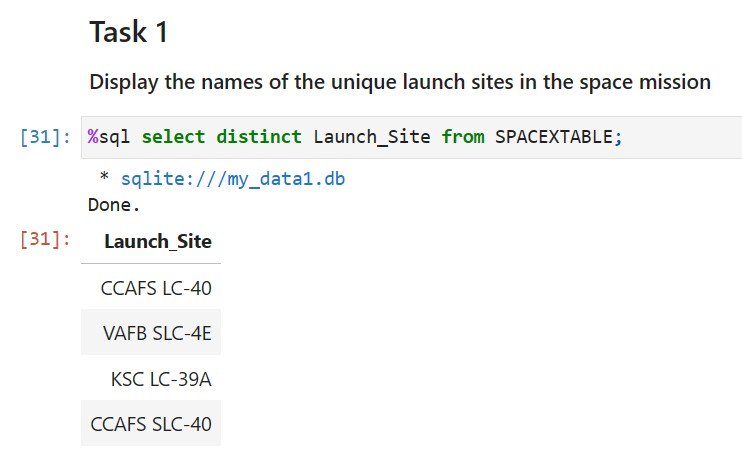 Task 1
Display the names of the unique launch sites in the space mission
[31]: %sql select distinct Launch_Site from SPACEXTABLE;
* sqlite:///my_data1.db
Done.
[31]: Launch_Site
CCAFS LC-40
VAFB SLC-4E
KSC LC-39A
CCAFS SLC-40